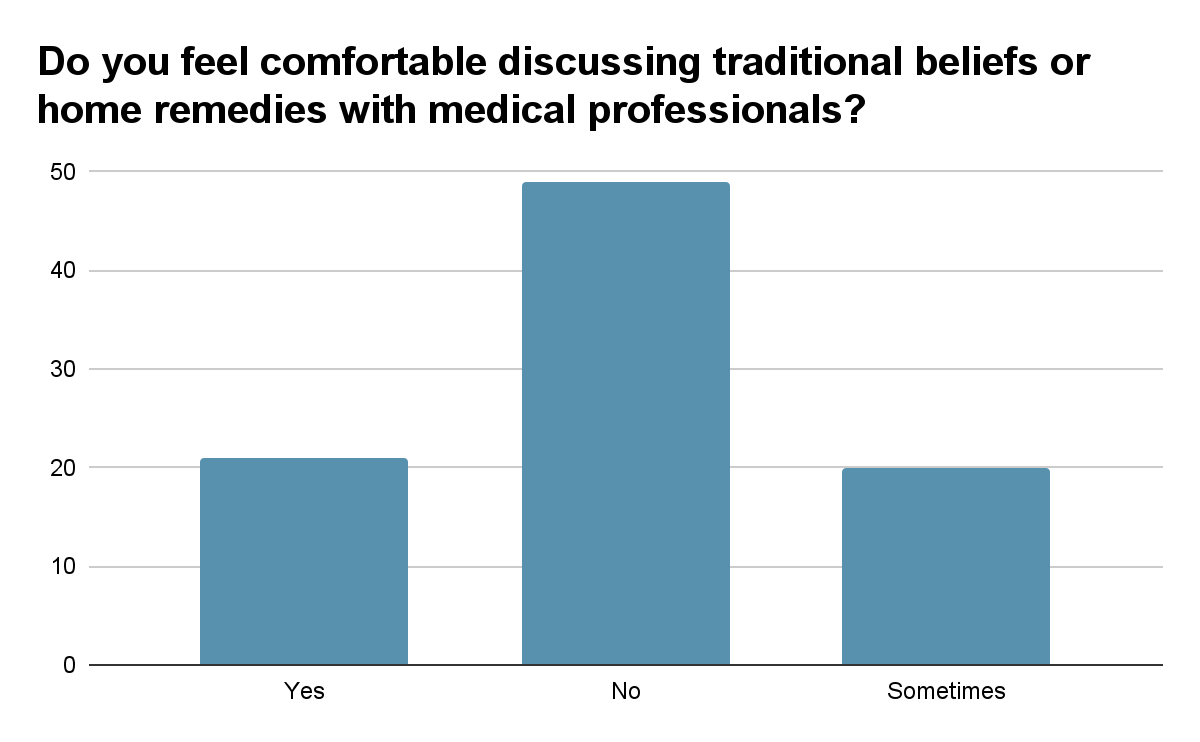 Do you feel comfortable discussing traditional beliefs or
home remedies with medical professionals?
50
40
30
20
10
0
Yes
No
Sometimes